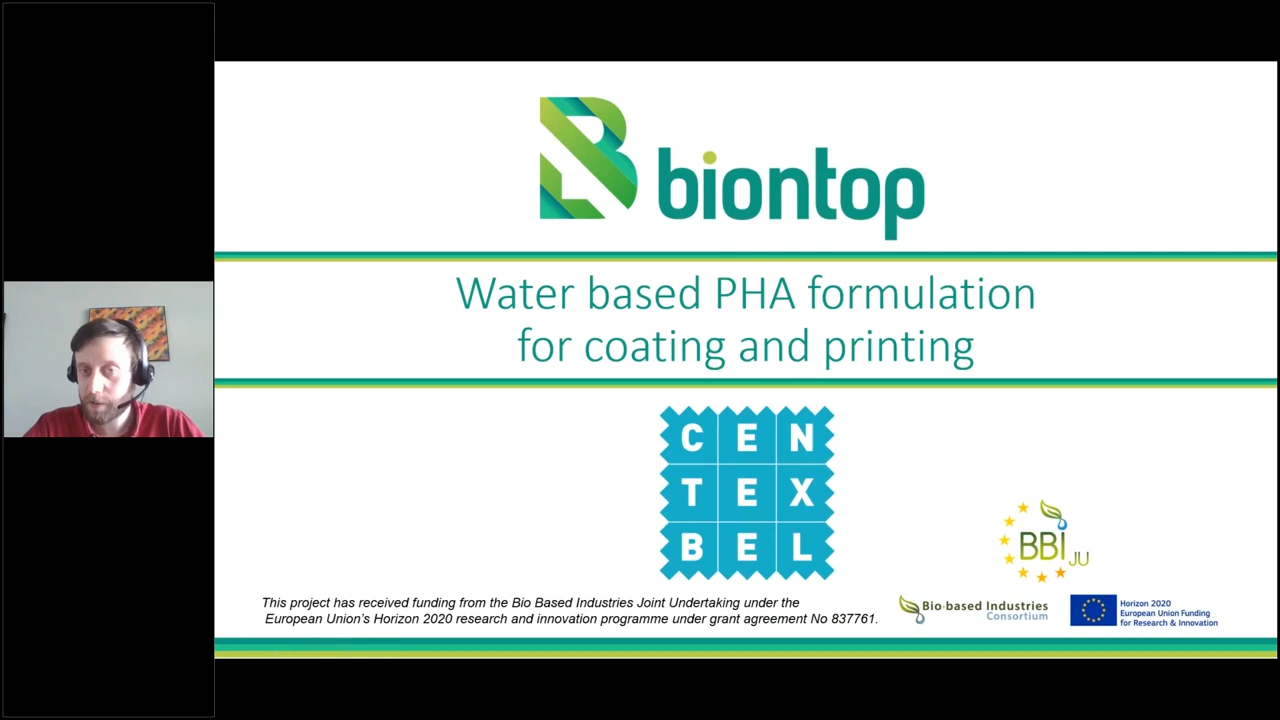 biontop
Water based PHA formulation
for coating and printing
CEN
TEX
BEL
BBI JU
This project has received funding from the Bio Based Industries Joint Undertaking under the
European Union's Horizon 2020 research and innovation programme under grant agreement No 837761.
Bio-based Industries
Consortium
Horizon 2020
European Union Funding
for Research & Innovation